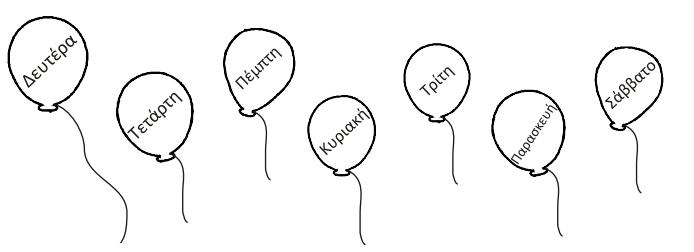 Δευτέρα
Τετάρτη
Πέμπτη
Κυριακή
Τρίτη
Παρασκευή
Σάββατο